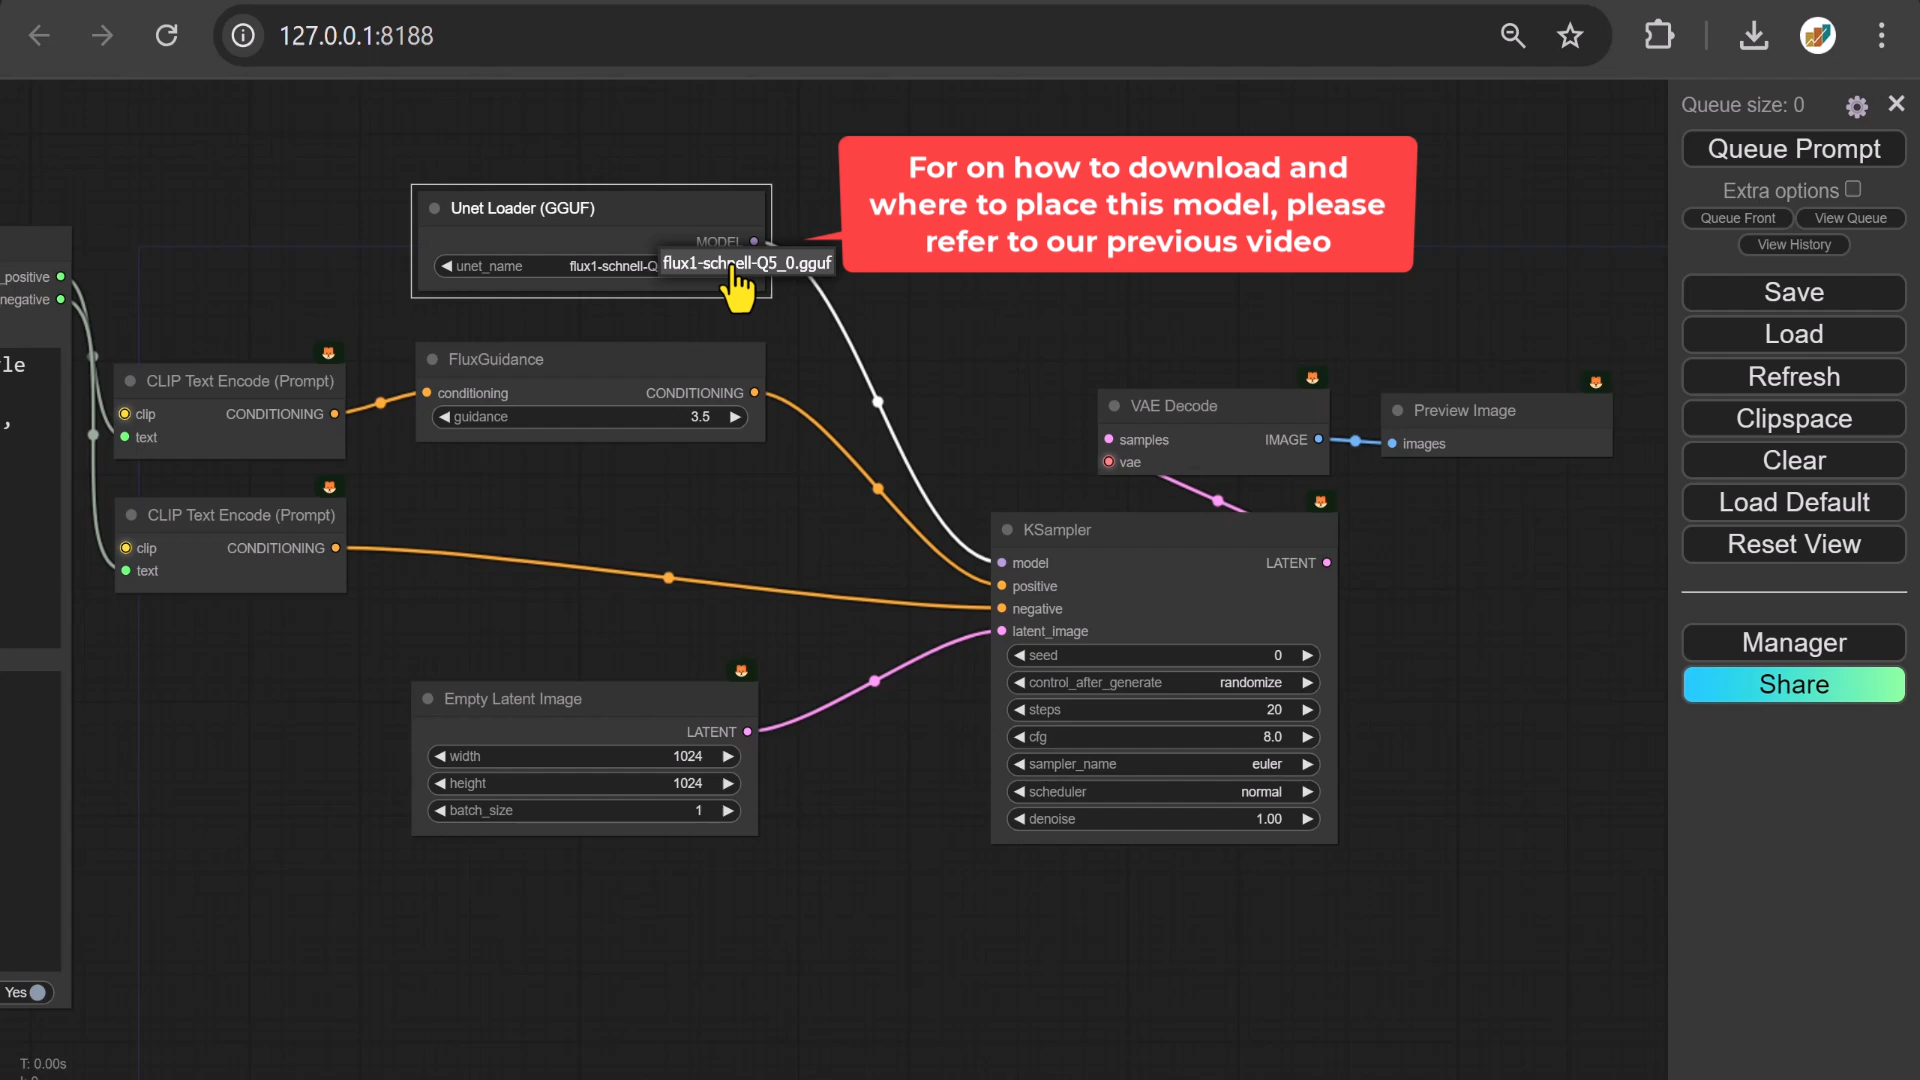 127.0.0.1:8188
For on how to download and
where to place this model, please
refer to our previous video
Unet Loader (GGUF)
MODEL
unet_name
flux1-schnell-Q
flux1-schnell-Q5_0.gguf
_positive
negative
le
,
Yes
T: 0.00s
CLIP Text Encode (Prompt)
clip
CONDITIONING
text
CLIP Text Encode (Prompt)
clip
CONDITIONING
text
FluxGuidance
conditioning
CONDITIONING
guidance
3.5
Empty Latent Image
LATENT
width
1024
height
1024
batch_size
1
VAE Decode
samples
IMAGE
vae
Preview Image
images
KSampler
model
LATENT
positive
negative
latent_image
seed
0
control_after_generate
randomize
steps
20
cfg
8.0
sampler_name
euler
scheduler
normal
denoise
1.00
Queue size: 0
Queue Prompt
Extra options
Queue Front
View Queue
View History
Save
Load
Refresh
Clipspace
Clear
Load Default
Reset View
Manager
Share